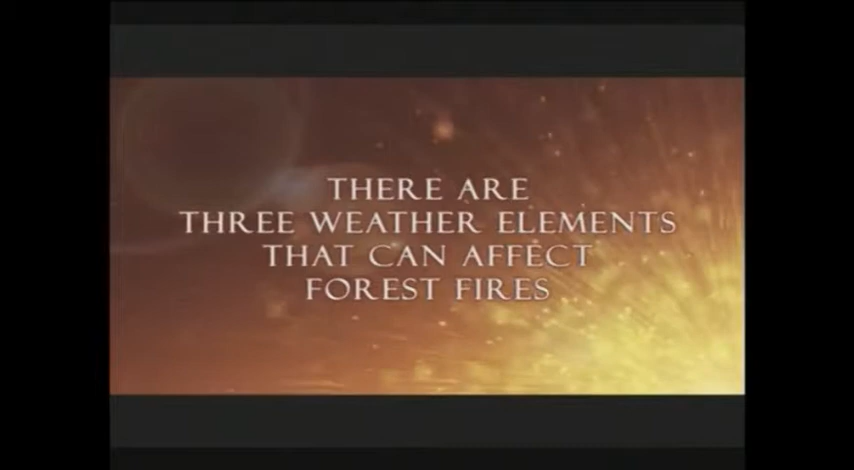 THERE ARE
THREE WEATHER ELEMENTS
THAT CAN AFFECT
FOREST FIRES